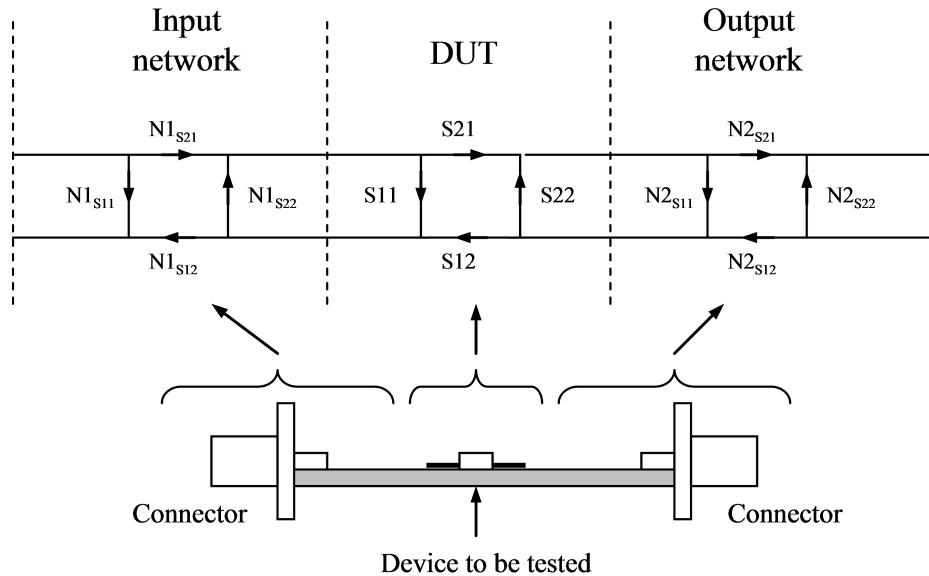 Input
network
DUT
Output
network
N1S21
S21
N2S21
N1S11
N1S22
S11
S22
N2S11
N2S22
N1S12
S12
N2S12
Connector
Connector
Device to be tested